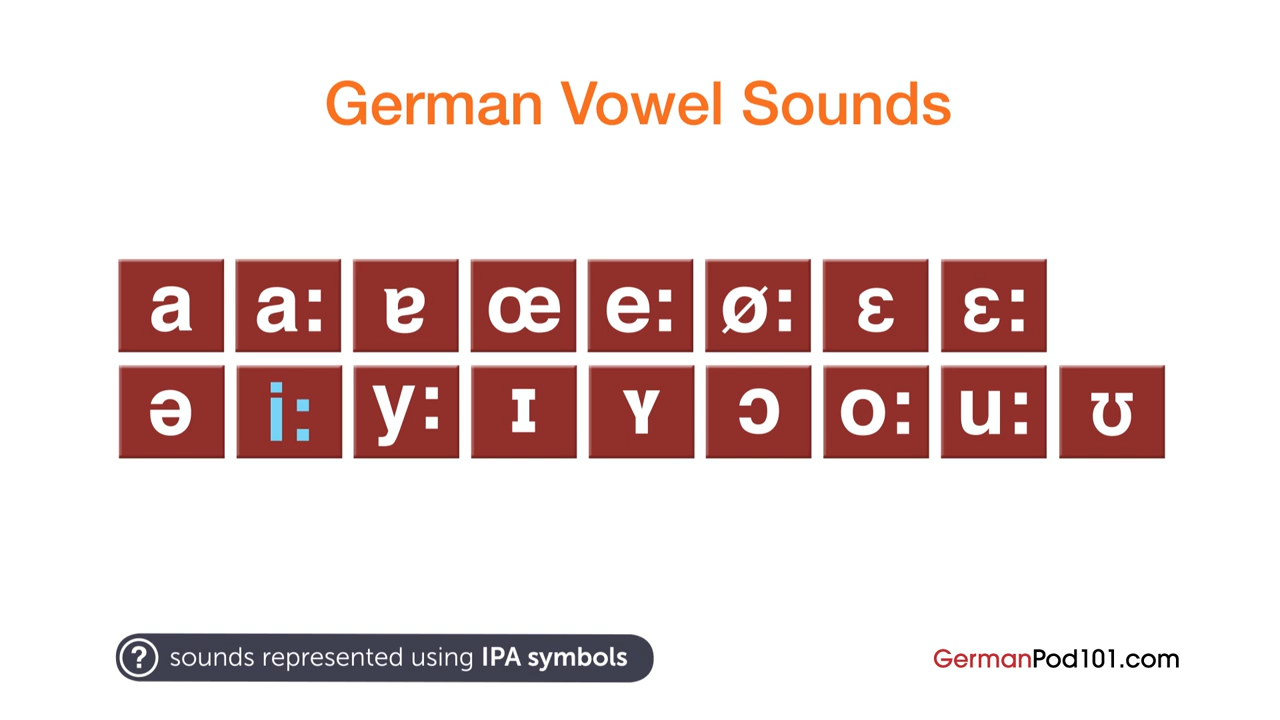 German Vowel Sounds
a a: ɐ œ e: ø: ɛ ɛ:
ə i: y: ɪ ʏ ɔ o: u: ʊ
? sounds represented using IPA symbols
GermanPod101.com